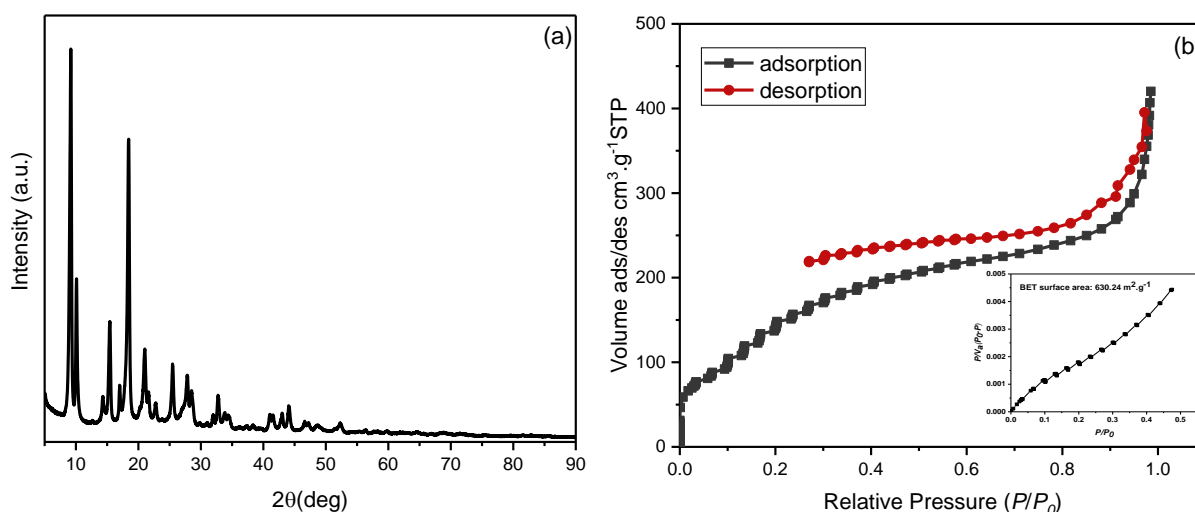 (a)
Intensity (a.u.)
10 20 30 40 50 60 70 80 90
2θ(deg)
(b
adsorption
desorption
Volume ads/des cm³.g⁻¹STP
500
400
300
200
100
0
0.0 0.2 0.4 0.6 0.8 1.0
Relative Pressure (P/P₀)
BET surface area: 630.24 m².g⁻¹
P/Vₐ(P₀-P)
0.005
0.004
0.003
0.002
0.001
0.000
0.0 0.1 0.2 0.3 0.4 0.5
P/P₀